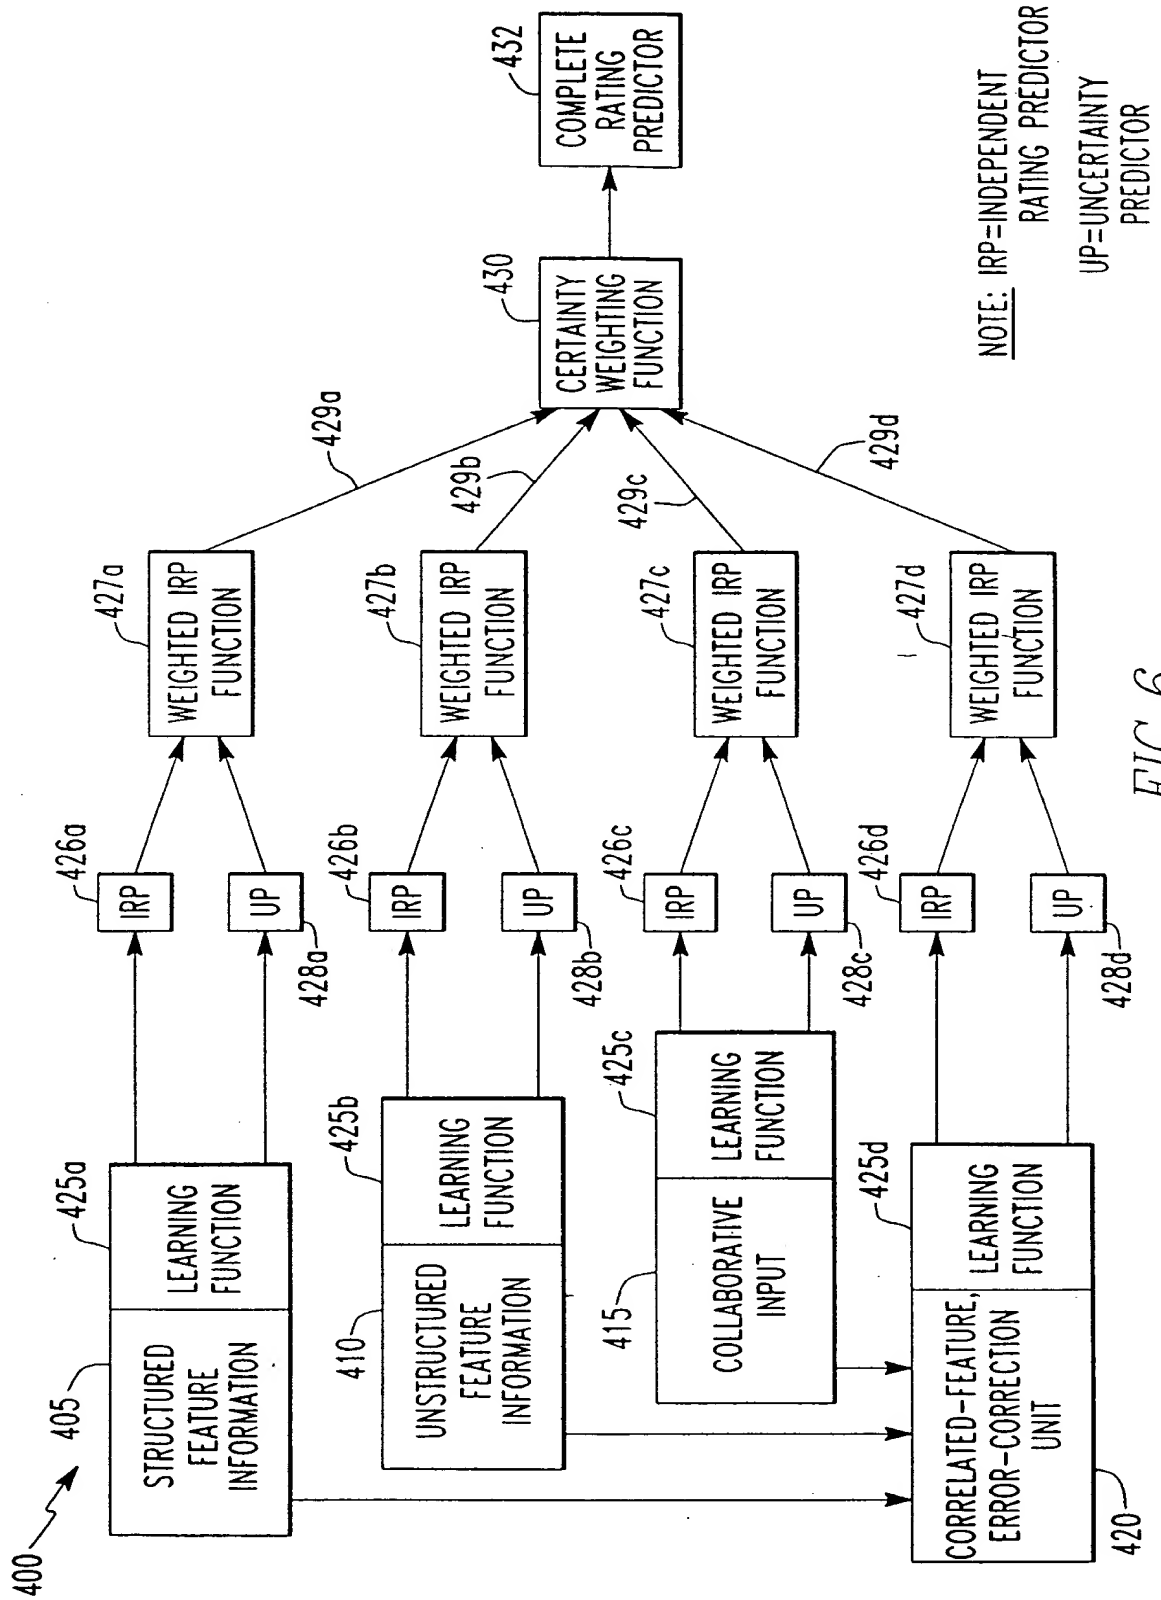 400
405
425a
STRUCTURED
FEATURE
INFORMATION
LEARNING
FUNCTION
426a
IRP
UP
428a
427a
WEIGHTED IRP
FUNCTION
429a
410
425b
UNSTRUCTURED
FEATURE
INFORMATION
LEARNING
FUNCTION
426b
IRP
UP
428b
427b
WEIGHTED IRP
FUNCTION
429b
430
CERTAINTY
WEIGHTING
FUNCTION
432
COMPLETE
RATING
PREDICTOR
415
425c
COLLABORATIVE
INPUT
LEARNING
FUNCTION
426c
IRP
UP
428c
427c
WEIGHTED IRP
FUNCTION
429c
420
425d
CORRELATED-FEATURE,
ERROR-CORRECTION
UNIT
LEARNING
FUNCTION
426d
IRP
UP
428d
427d
WEIGHTED IRP
FUNCTION
429d
NOTE: IRP=INDEPENDENT
RATING PREDICTOR
UP=UNCERTAINTY
PREDICTOR